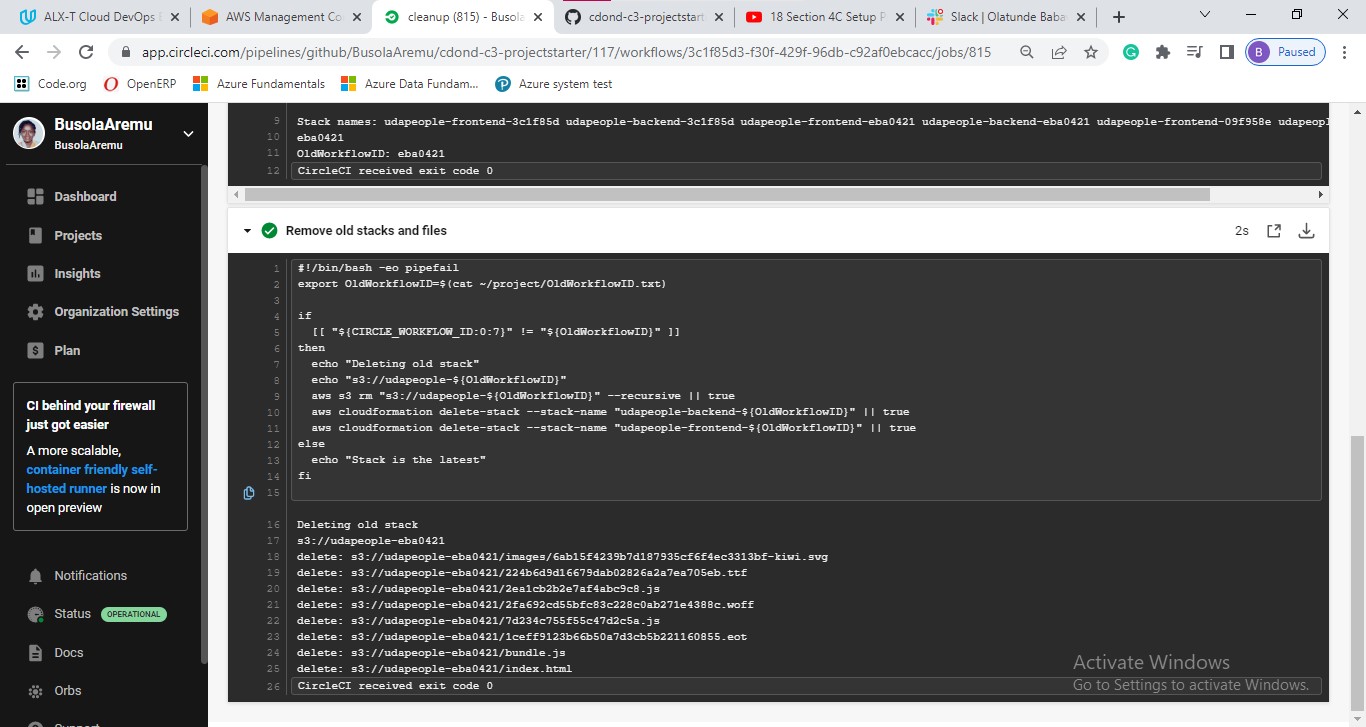 ALX-T Cloud DevOps
AWS Management Co
cleanup (815) - Busola
cdond-c3-projectstart
18 Section 4C Setup P
Slack | Olatunde Baba
app.circleci.com/pipelines/github/BusolaAremu/cdond-c3-projectstarter/117/workflows/3c1f85d3-f30f-429f-96db-c92af0ebcacc/jobs/815
B Paused
Code.org
OpenERP
Azure Fundamentals
Azure Data Fundam...
Azure system test
BusolaAremu
BusolaAremu
Dashboard
Projects
Insights
Organization Settings
Plan
CI behind your firewall
just got easier
A more scalable,
container friendly self-
hosted runner is now in
open preview
Notifications
Status OPERATIONAL
Docs
Orbs
9 Stack names: udapeople-frontend-3c1f85d udapeople-backend-3c1f85d udapeople-frontend-eba0421 udapeople-backend-eba0421 udapeople-frontend-09f958e udapeopl
10 eba0421
11 OldWorkflowID: eba0421
12 CircleCI received exit code 0
Remove old stacks and files
2s
1 #!/bin/bash -eo pipefail
2 export OldWorkflowID=$(cat ~/project/OldWorkflowID.txt)
3
4 if
5 [[ "${CIRCLE_WORKFLOW_ID:0:7}" != "${OldWorkflowID}" ]]
6 then
7 echo "Deleting old stack"
8 echo "s3://udapeople-${OldWorkflowID}"
9 aws s3 rm "s3://udapeople-${OldWorkflowID}" --recursive || true
10 aws cloudformation delete-stack --stack-name "udapeople-backend-${OldWorkflowID}" || true
11 aws cloudformation delete-stack --stack-name "udapeople-frontend-${OldWorkflowID}" || true
12 else
13 echo "Stack is the latest"
14 fi
15
16 Deleting old stack
17 s3://udapeople-eba0421
18 delete: s3://udapeople-eba0421/images/6ab15f4239b7d187935cf6f4ec3313bf-kiwi.svg
19 delete: s3://udapeople-eba0421/224b6d9d16679dab02826a2a7ea705eb.ttf
20 delete: s3://udapeople-eba0421/2ea1cb2b2e7af4abc9c8.js
21 delete: s3://udapeople-eba0421/2fa692cd55bfc83c228c0ab271e4388c.woff
22 delete: s3://udapeople-eba0421/7d234c755f55c47d2c5a.js
23 delete: s3://udapeople-eba0421/1ceff9123b66b50a7d3cb5b221160855.eot
24 delete: s3://udapeople-eba0421/bundle.js
25 delete: s3://udapeople-eba0421/index.html
26 CircleCI received exit code 0
Activate Windows
Go to Settings to activate Windows.